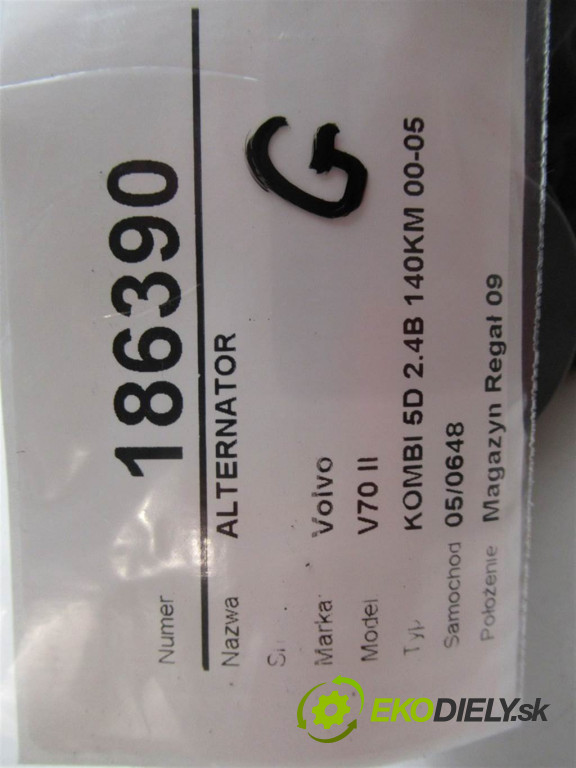 Numer 186390
Nazwa ALTERNATOR
G
Marka Volvo
Model V70 II
Typ KOMBI 5D 2.4B 140KM 00-05
Samochod 05/0648
Położenie Magazyn Regał 09
EKODIELY.sk